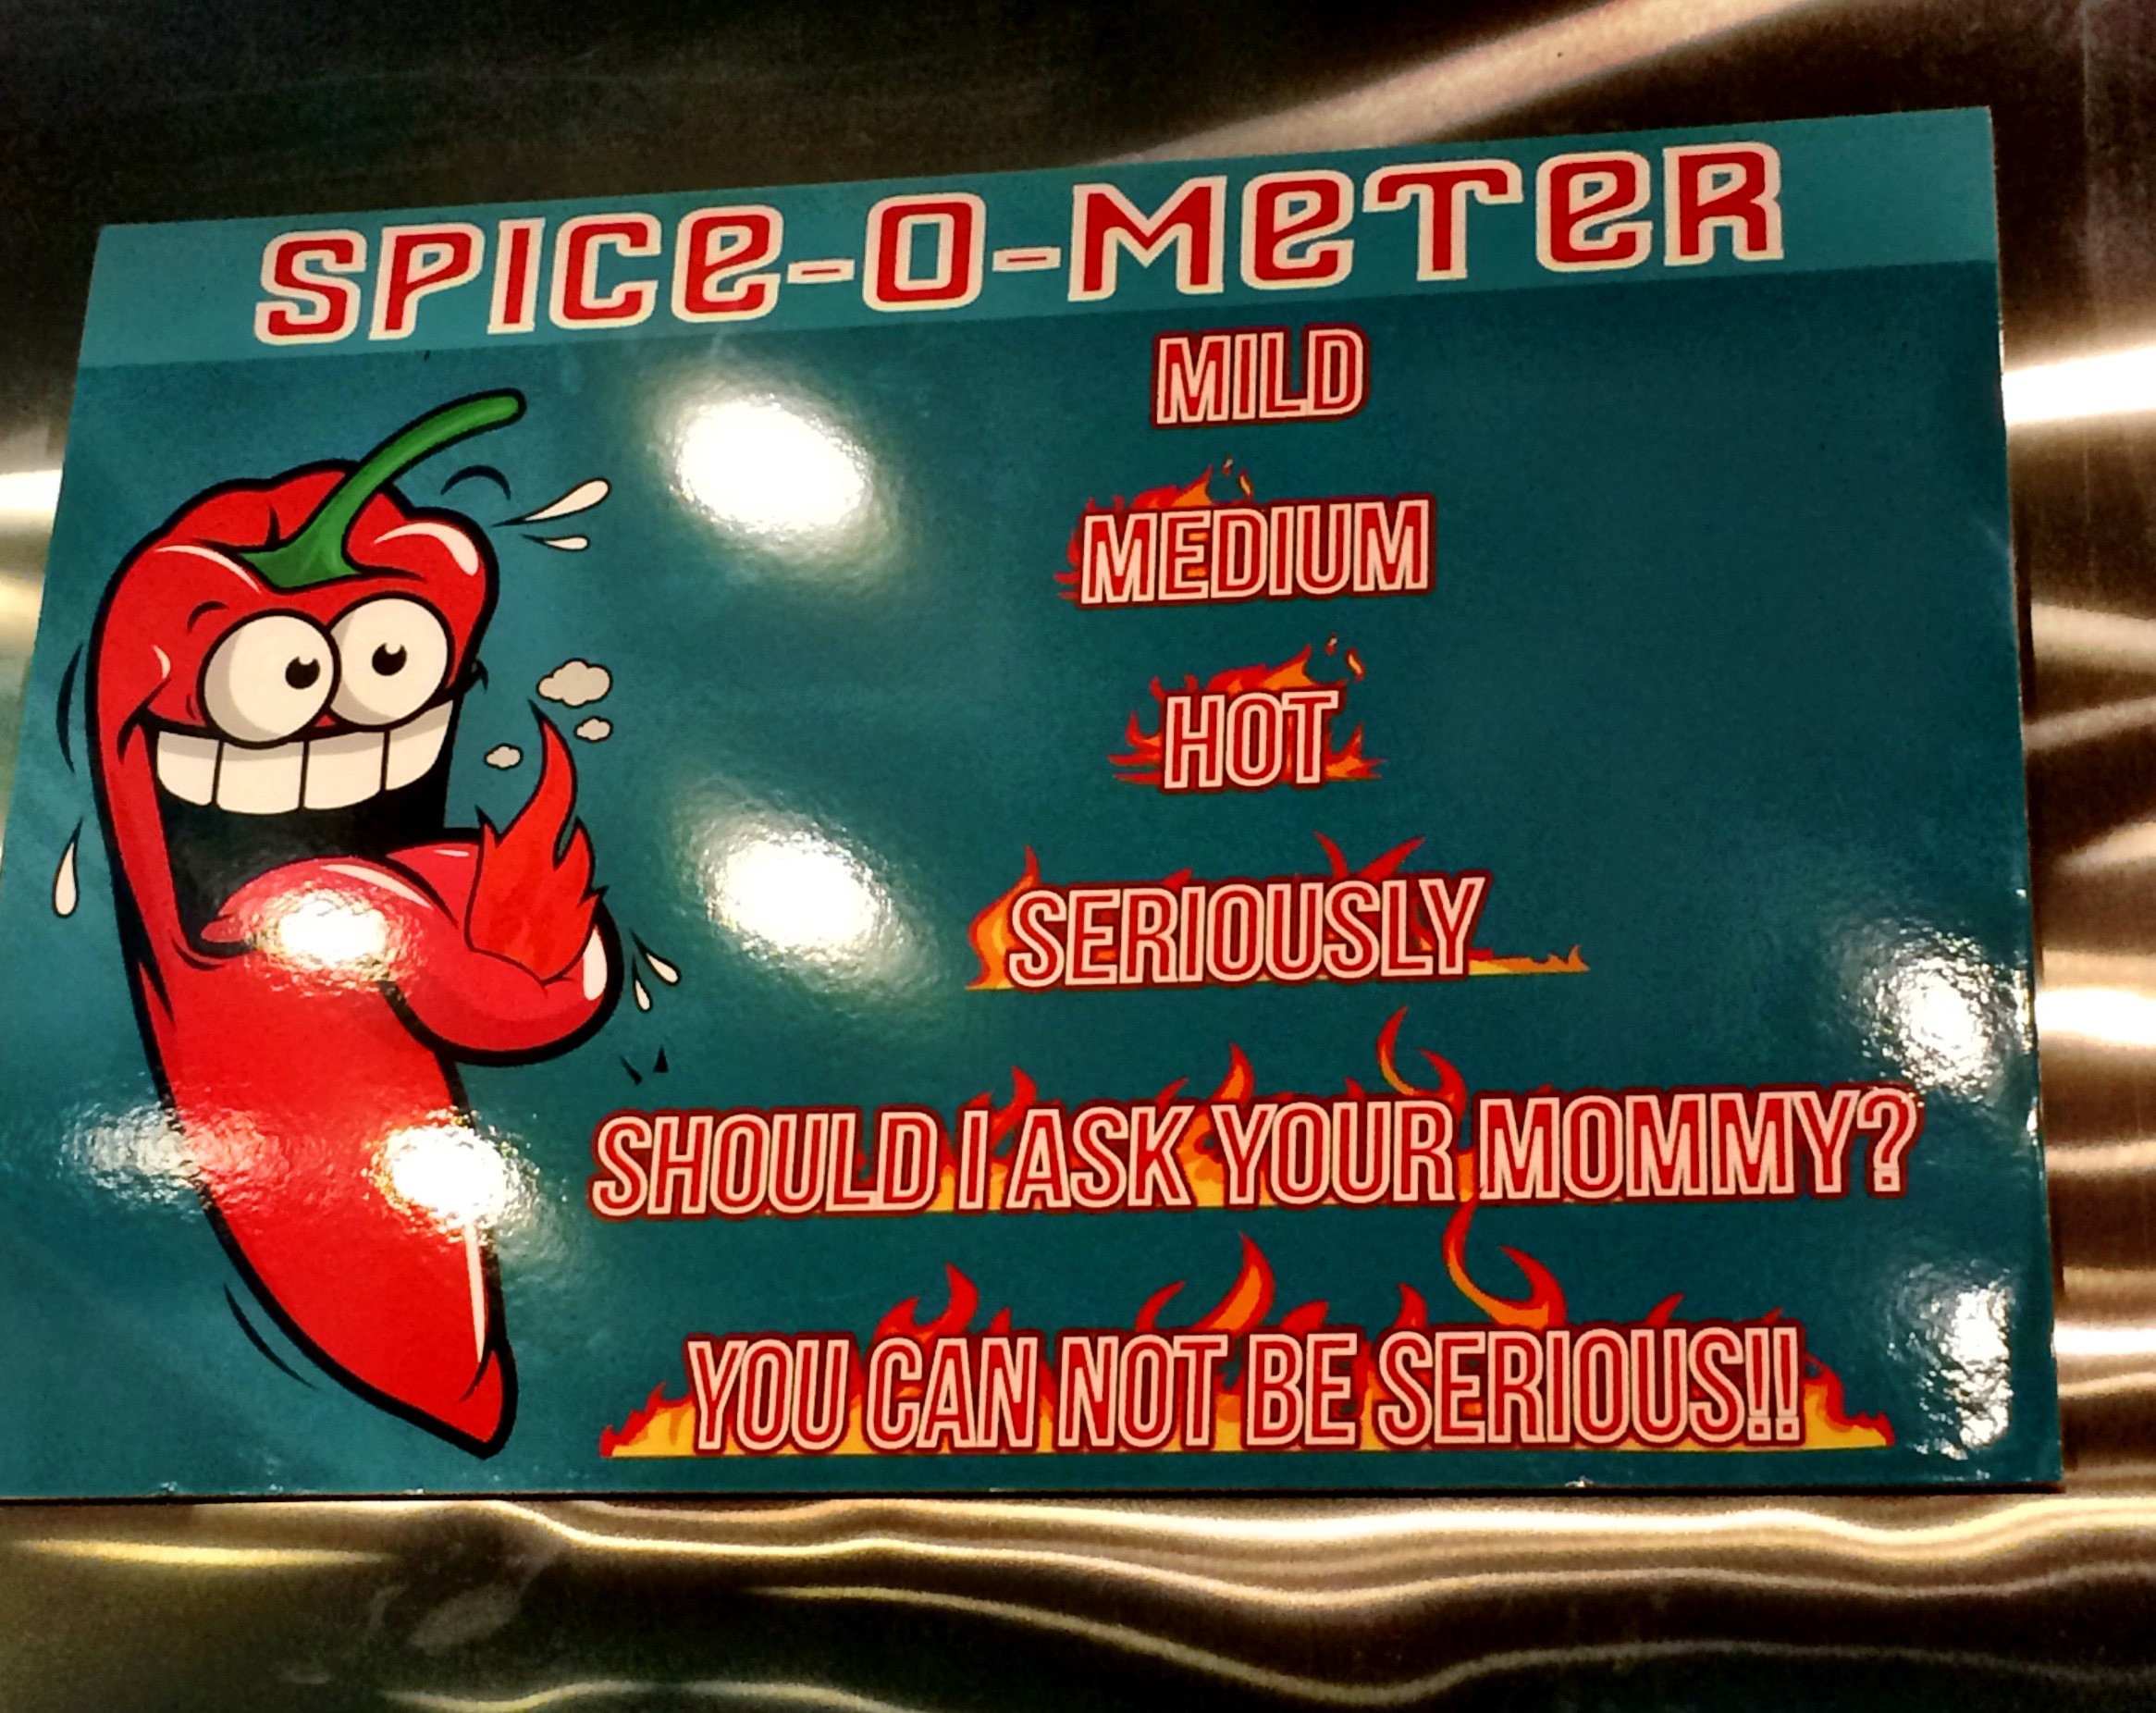 SPICE-O-METER
MILD
MEDIUM
HOT
SERIOUSLY
SHOULD I ASK YOUR MOMMY?
YOU CAN NOT BE SERIOUS!!